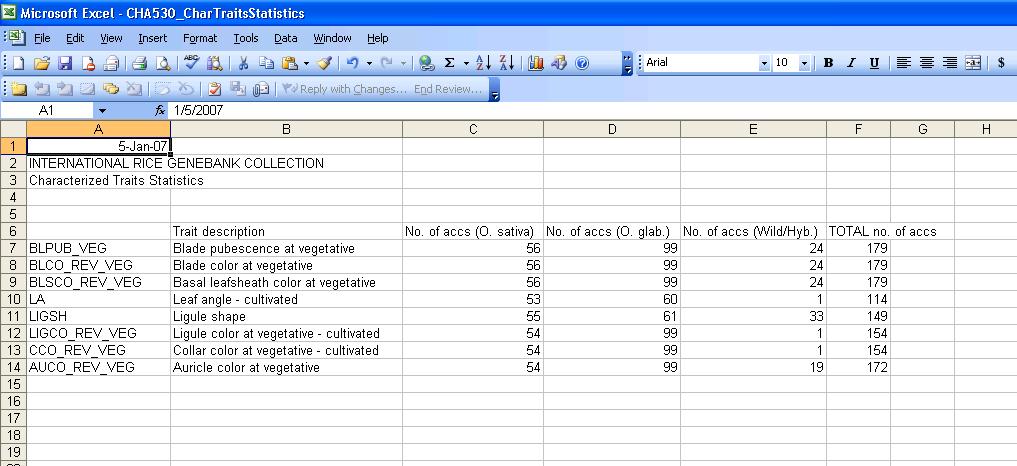 Microsoft Excel - CHA530_CharTraitsStatistics
File Edit View Insert Format Tools Data Window Help
Arial 10 B I U $
Reply with Changes... End Review...
A1 fx 1/5/2007
A B C D E F G H
1 5-Jan-07
2 INTERNATIONAL RICE GENEBANK COLLECTION
3 Characterized Traits Statistics
4
5
6 Trait description No. of accs (O. sativa) No. of accs (O. glab.) No. of accs (Wild/Hyb.) TOTAL no. of accs
7 BLPUB_VEG Blade pubescence at vegetative 56 99 24 179
8 BLCO_REV_VEG Blade color at vegetative 56 99 24 179
9 BLSCO_REV_VEG Basal leafsheath color at vegetative 56 99 24 179
10 LA Leaf angle - cultivated 53 60 1 114
11 LIGSH Ligule shape 55 61 33 149
12 LIGCO_REV_VEG Ligule color at vegetative - cultivated 54 99 1 154
13 CCO_REV_VEG Collar color at vegetative - cultivated 54 99 1 154
14 AUCO_REV_VEG Auricle color at vegetative 54 99 19 172
15
16
17
18
19